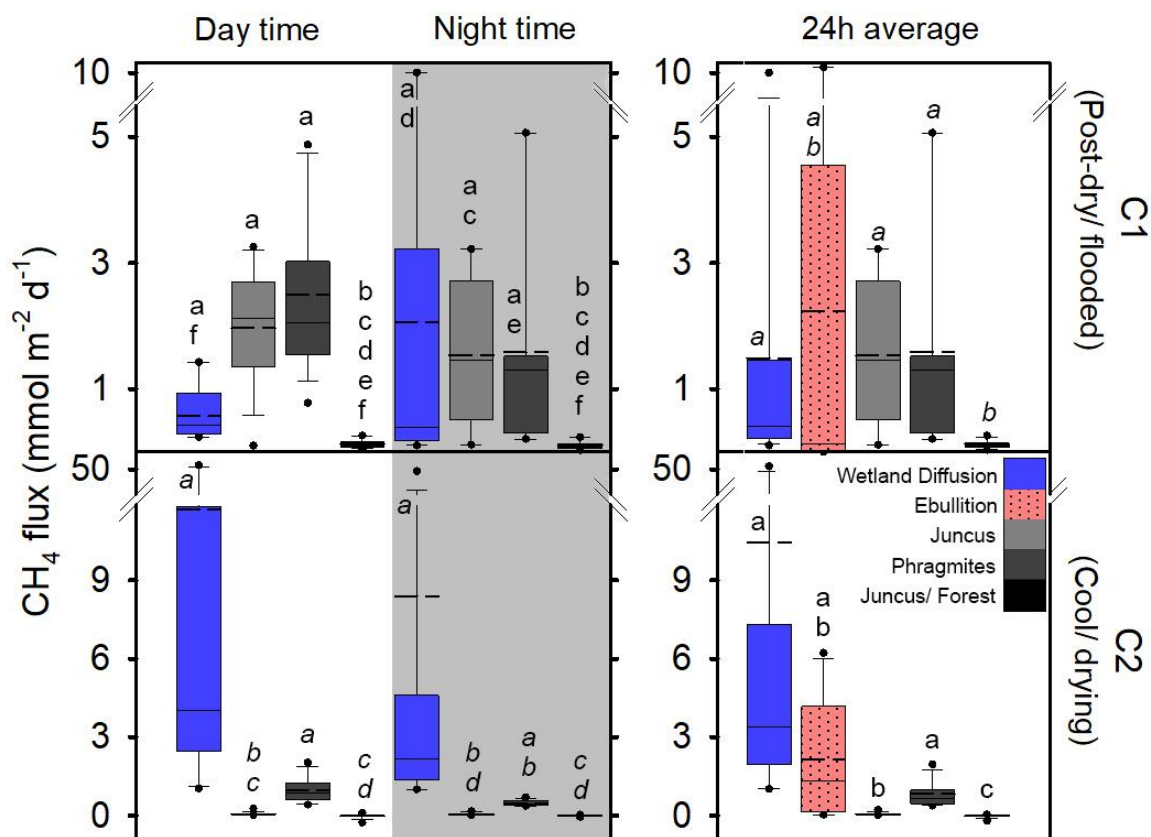 Day time
Night time
24h average
CH4 flux (mmol m-2 d-1)
10
5
3
1
a
f
a
a
b
c
d
e
f
a
d
a
c
a
e
b
c
d
e
f
a
a
b
a
a
b
C1
(Post-dry/ flooded)
50
9
6
3
0
a
b
c
a
c
d
a
b
d
a
b
c
d
a
a
b
b
a
c
Wetland Diffusion
Ebullition
Juncus
Phragmites
Juncus/ Forest
C2
(Cool/ drying)